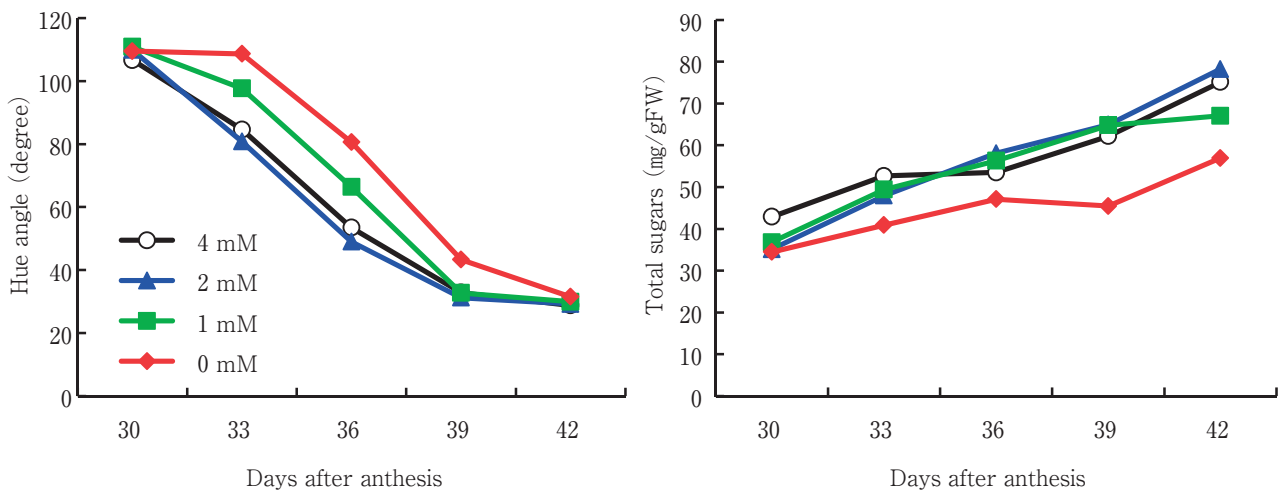 Hue angle (degree)
120
100
80
60
40
20
0
4 mM
2 mM
1 mM
0 mM
30 33 36 39 42
Days after anthesis
Total sugars (mg/gFW)
90
80
70
60
50
40
30
20
10
0
30 33 36 39 42
Days after anthesis